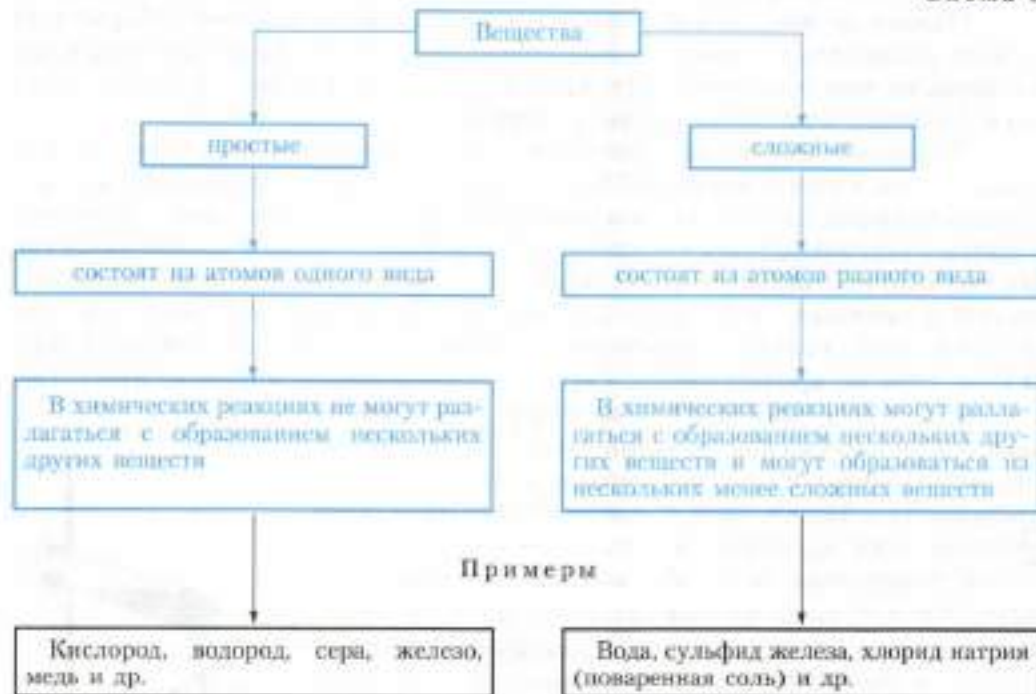 Вещества
простые
сложные
состоят из атомов одного вида
состоят из атомов разного вида
В химических реакциях не могут раз-
лагаться с образованием нескольких
других веществ
В химических реакциях могут разла-
гаться с образованием нескольких дру-
гих веществ и могут образоваться из
нескольких менее сложных веществ
Примеры
Кислород, водород, сера, железо,
медь и др.
Вода, сульфид железа, хлорид натрия
(поваренная соль) и др.